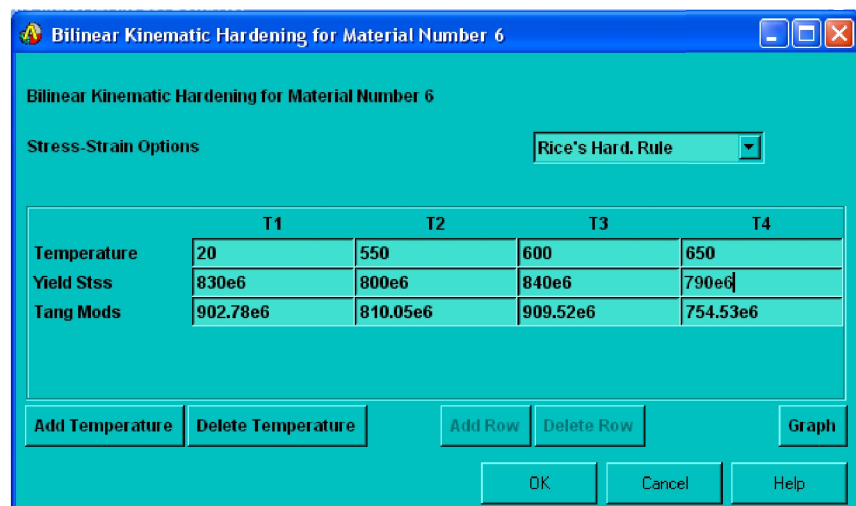 Bilinear Kinematic Hardening for Material Number 6
Bilinear Kinematic Hardening for Material Number 6
Stress-Strain Options Rice's Hard. Rule
T1 T2 T3 T4
Temperature 20 550 600 650
Yield Stss 830e6 800e6 840e6 790e6
Tang Mods 902.78e6 810.05e6 909.52e6 754.53e6
Add Temperature Delete Temperature Add Row Delete Row Graph
OK Cancel Help